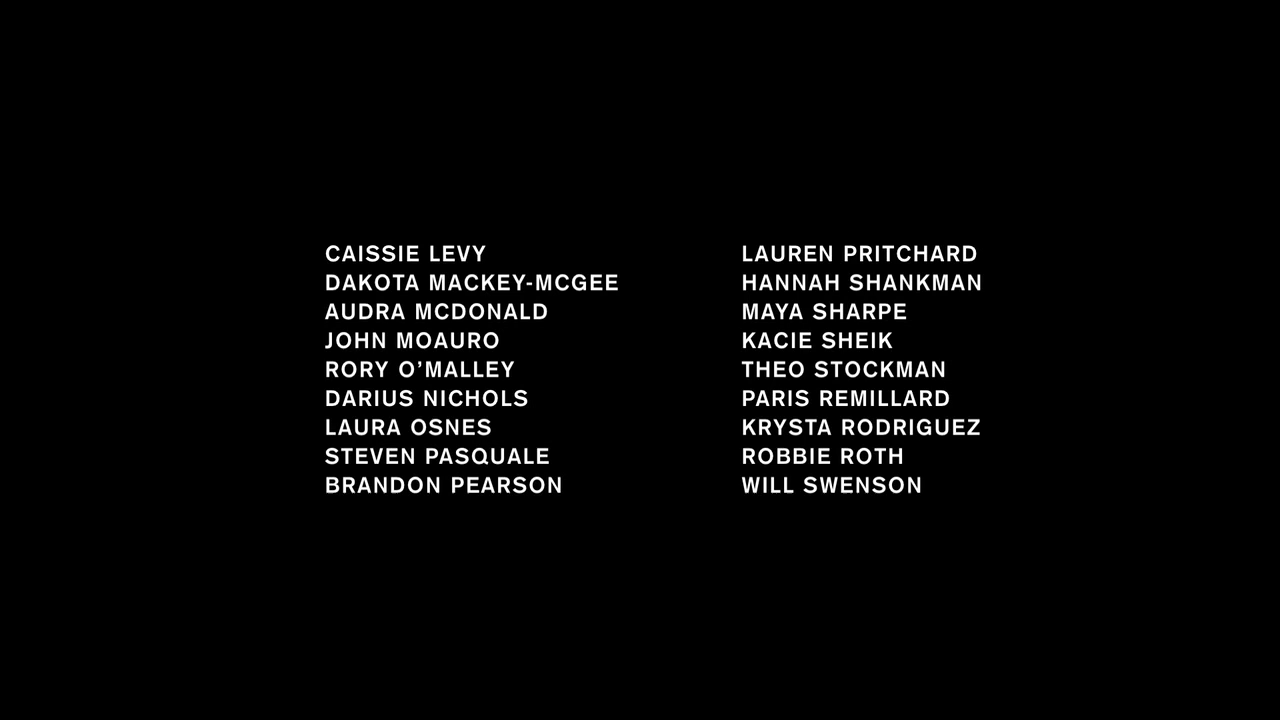 CAISSIE LEVY
DAKOTA MACKEY-MCGEE
AUDRA MCDONALD
JOHN MOAURO
RORY O’MALLEY
DARIUS NICHOLS
LAURA OSNES
STEVEN PASQUALE
BRANDON PEARSON
LAUREN PRITCHARD
HANNAH SHANKMAN
MAYA SHARPE
KACIE SHEIK
THEO STOCKMAN
PARIS REMILLARD
KRYSTA RODRIGUEZ
ROBBIE ROTH
WILL SWENSON